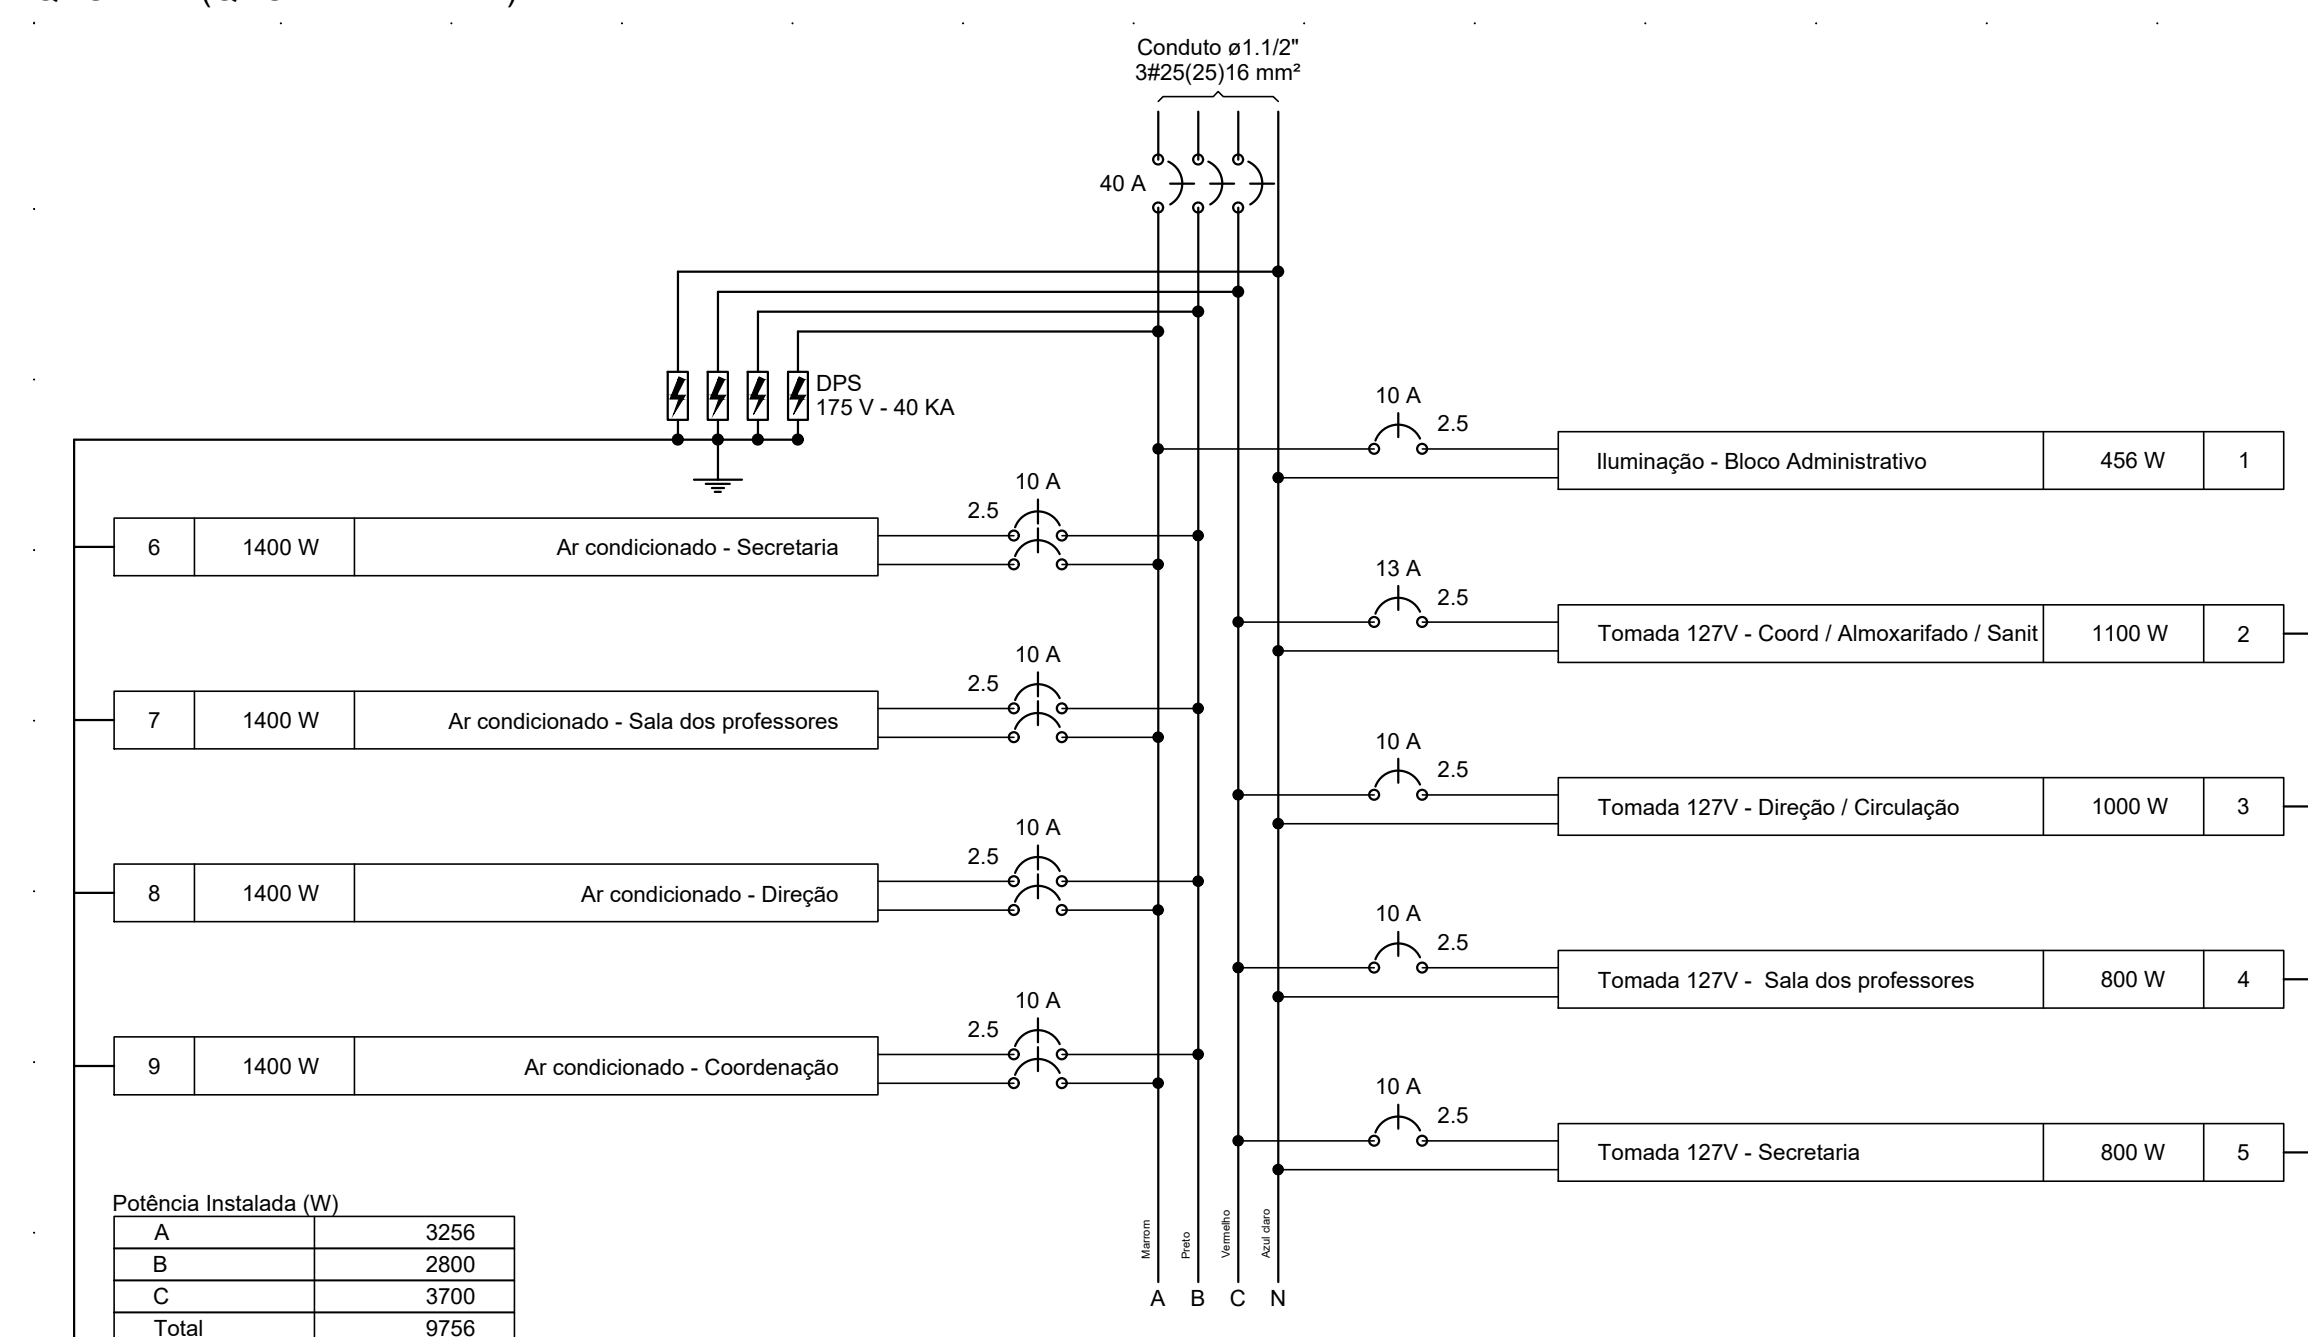 Conduto ø1.1/2"
3#25(25)16 mm²
40 A
DPS
175 V - 40 KA
10 A
2.5
Iluminação - Bloco Administrativo 456 W 1
10 A
2.5
6 1400 W Ar condicionado - Secretaria
13 A
2.5
Tomada 127V - Coord / Almoxarifado / Sanit 1100 W 2
10 A
2.5
7 1400 W Ar condicionado - Sala dos professores
10 A
2.5
Tomada 127V - Direção / Circulação 1000 W 3
10 A
2.5
8 1400 W Ar condicionado - Direção
10 A
2.5
Tomada 127V - Sala dos professores 800 W 4
10 A
2.5
9 1400 W Ar condicionado - Coordenação
10 A
2.5
Tomada 127V - Secretaria 800 W 5
Potência Instalada (W)
A 3256
B 2800
C 3700
Total 9756
Marrom
Preto
Vermelho
Azul claro
A B C N